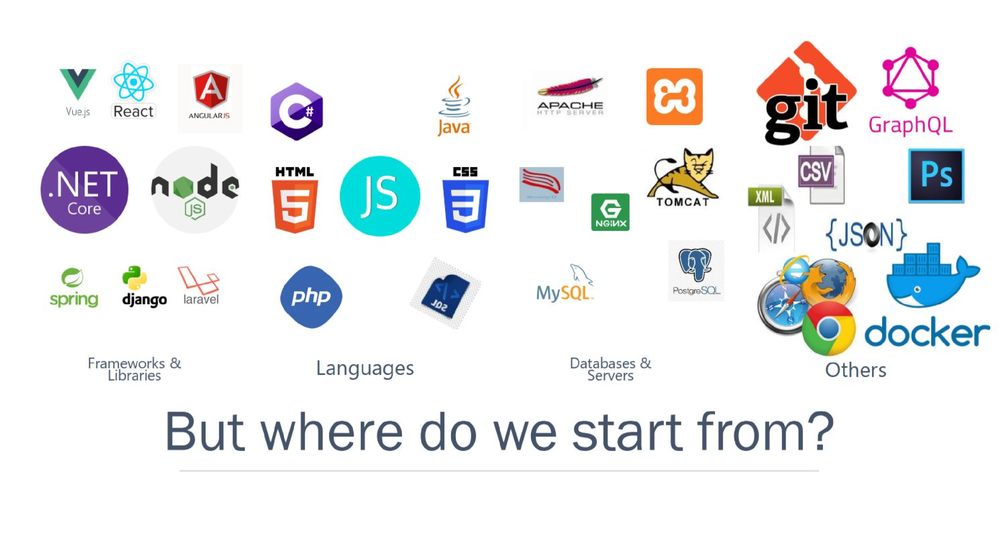 Vue.js
React
ANGULARJS
C#
Java
APACHE
HTTP SERVER
git
GraphQL
.NET
Core
node
JS
HTML
5
JS
CSS
3
Mercury/32
NGiNX
TOMCAT
CSV
XML
</>
Ps
{JSON}
spring
django
laravel
php
SQL
MySQL
PostgreSQL
docker
Frameworks &
Libraries
Languages
Databases &
Servers
Others
But where do we start from?